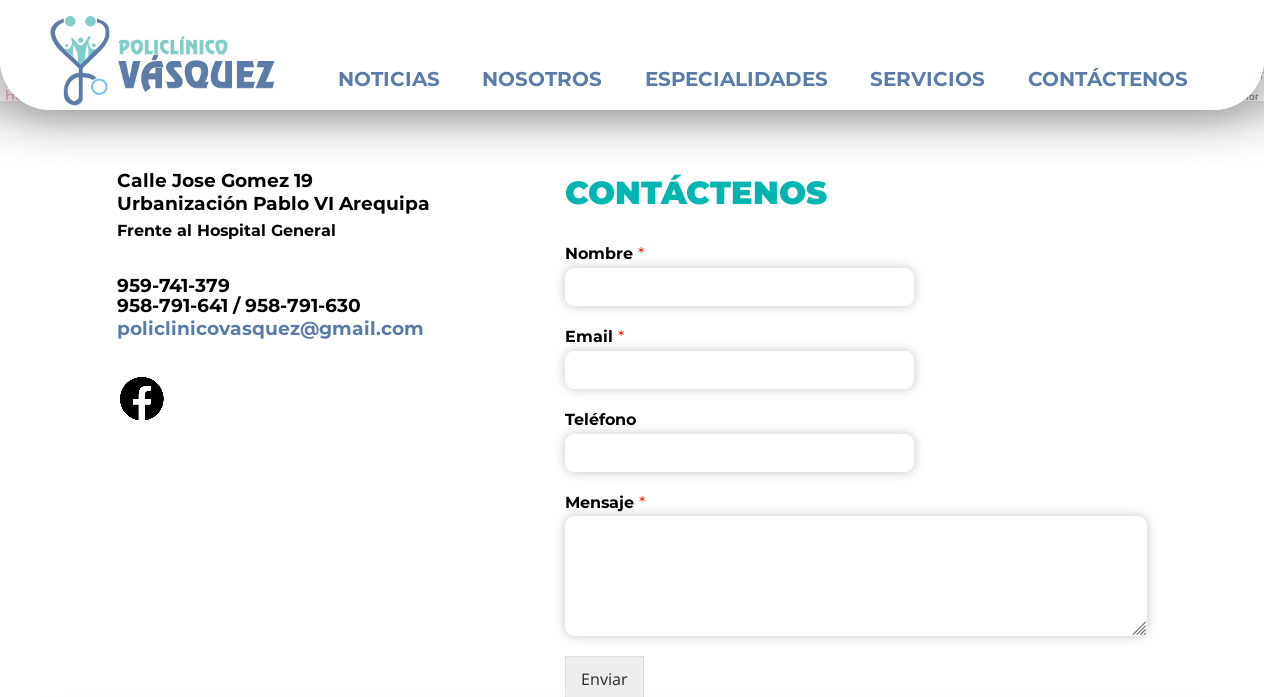 POLICLÍNICO
VÁSQUEZ
NOTICIAS NOSOTROS ESPECIALIDADES SERVICIOS CONTÁCTENOS
Calle Jose Gomez 19
Urbanización Pablo VI Arequipa
Frente al Hospital General
959-741-379
958-791-641 / 958-791-630
policlinicovasquez@gmail.com
CONTÁCTENOS
Nombre *
Email *
Teléfono
Mensaje *
Enviar